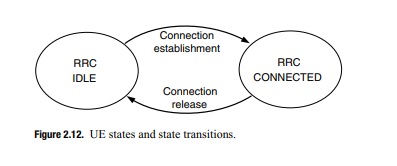 Connection
establishment
RRC
IDLE
RRC
CONNECTED
Connection
release
Figure 2.12. UE states and state transitions.